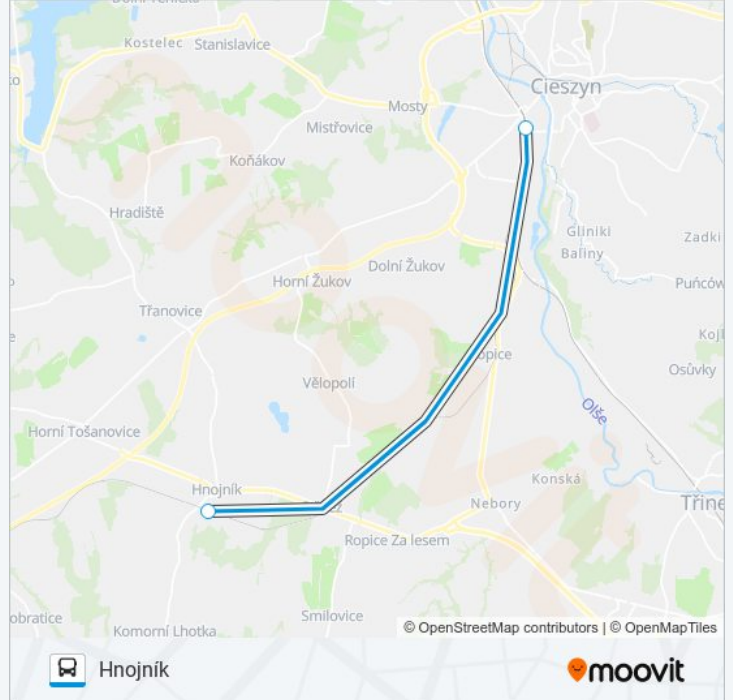 Kostelec
Stanislavice
Cieszyn
Mosty
Mistřovice
Koňákov
Hradiště
Gliniki
Zadki
Baliny
Dolní Žukov
Horní Žukov
Puńców
Třanovice
Kojk
opice
Vělopolí
Osůvky
Olše
Horní Tošanovice
Konská
Hnojník
Nebory
Třine
Ropice Za lesem
Smilovice
obratice
Komorní Lhotka
© OpenStreetMap contributors | © OpenMapTiles
Hnojník
moovit